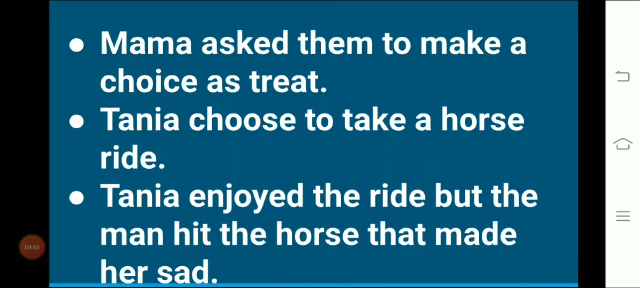 ● Mama asked them to make a
choice as treat.
● Tania choose to take a horse
ride.
● Tania enjoyed the ride but the
man hit the horse that made
her sad.